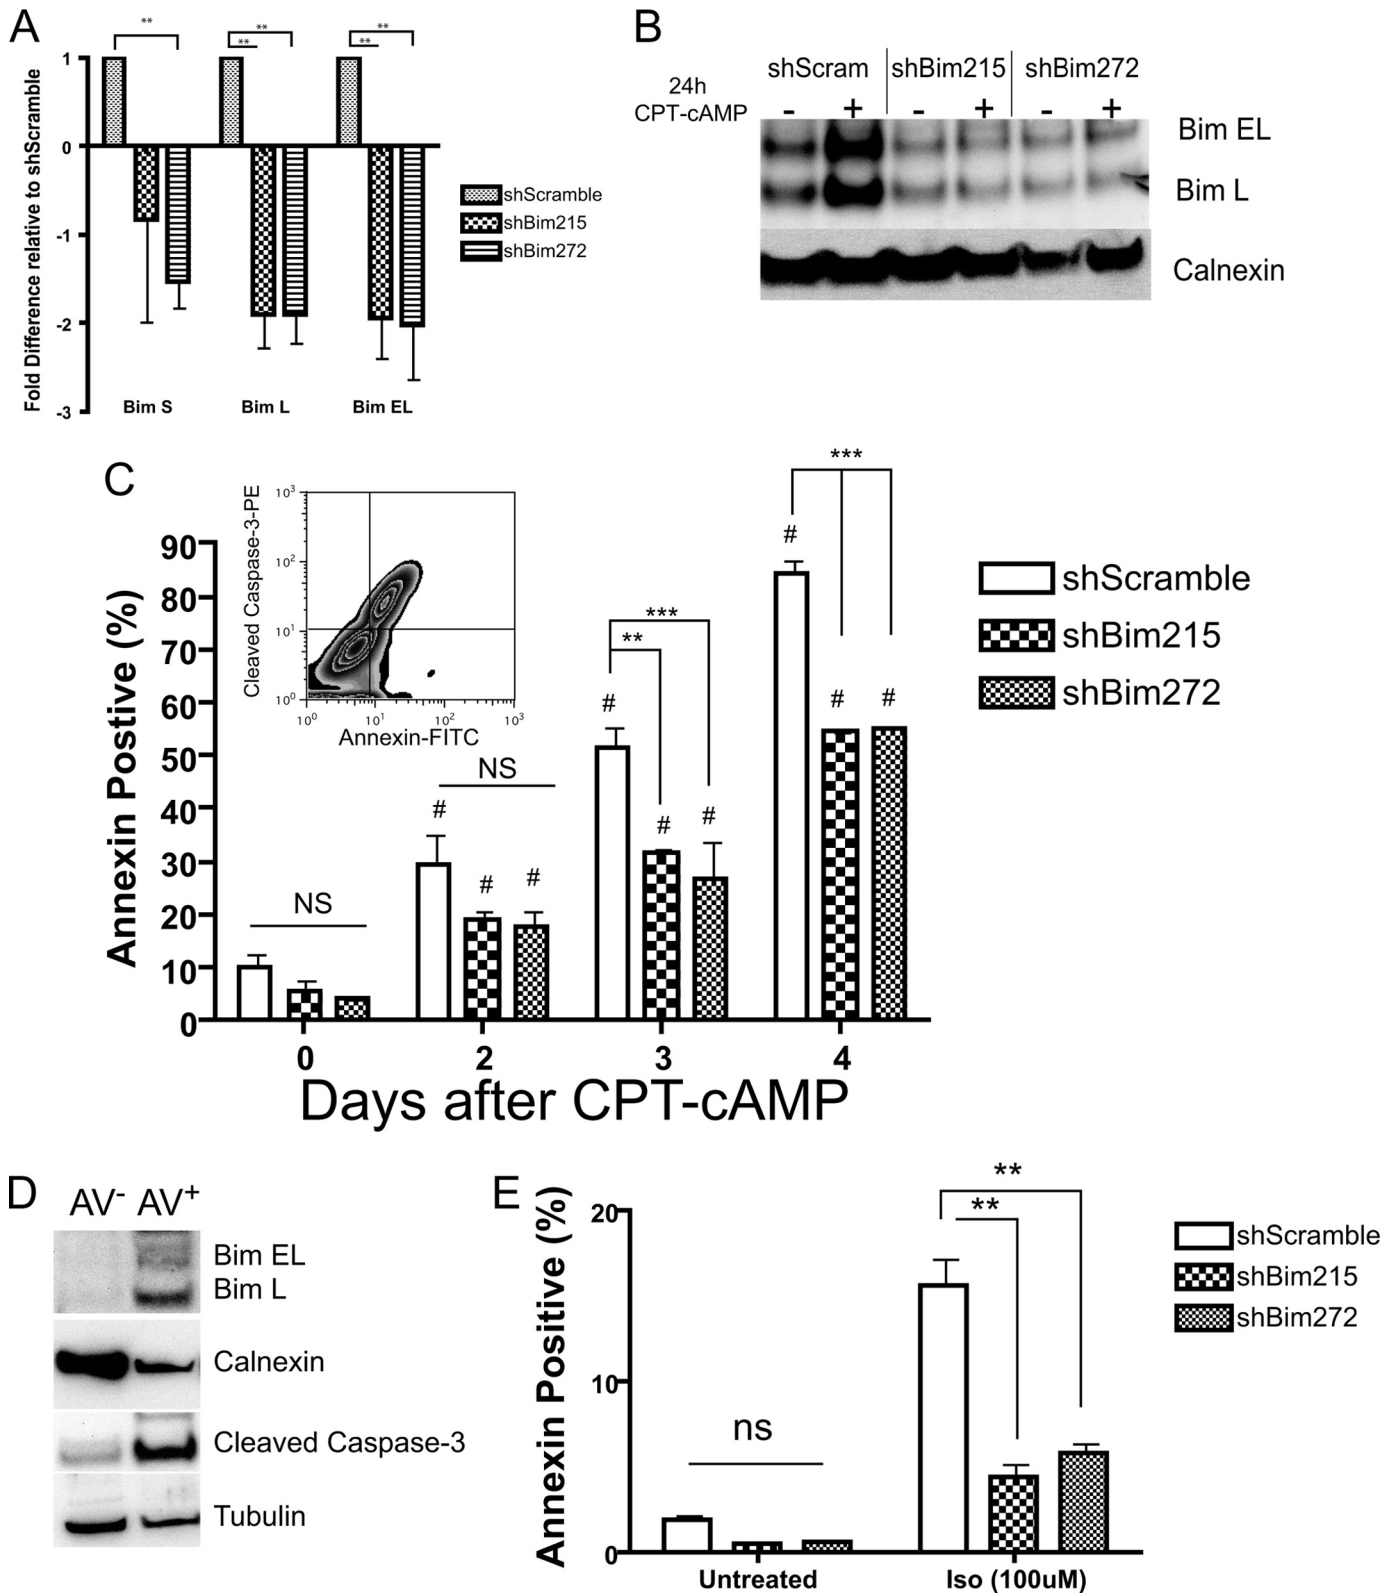 A
**
**
**
**
**
1
0
-1
-2
-3
Fold Difference relative to shScramble
Bim S
Bim L
Bim EL
shScramble
shBim215
shBim272
B
24h
CPT-cAMP
shScram
shBim215
shBim272
- + - + - +
Bim EL
Bim L
Calnexin
C
Cleaved Caspase-3-PE
10³
10²
10¹
10⁰
10⁰ 10¹ 10² 10³
Annexin-FITC
Annexin Postive (%)
90
80
70
60
50
40
30
20
10
0
NS
NS
# # #
**
***
# # #
***
# # #
0 2 3 4
Days after CPT-cAMP
shScramble
shBim215
shBim272
D
AV- AV+
Bim EL
Bim L
Calnexin
Cleaved Caspase-3
Tubulin
E
Annexin Positive (%)
20
10
0
ns
**
**
Untreated
Iso (100uM)
shScramble
shBim215
shBim272